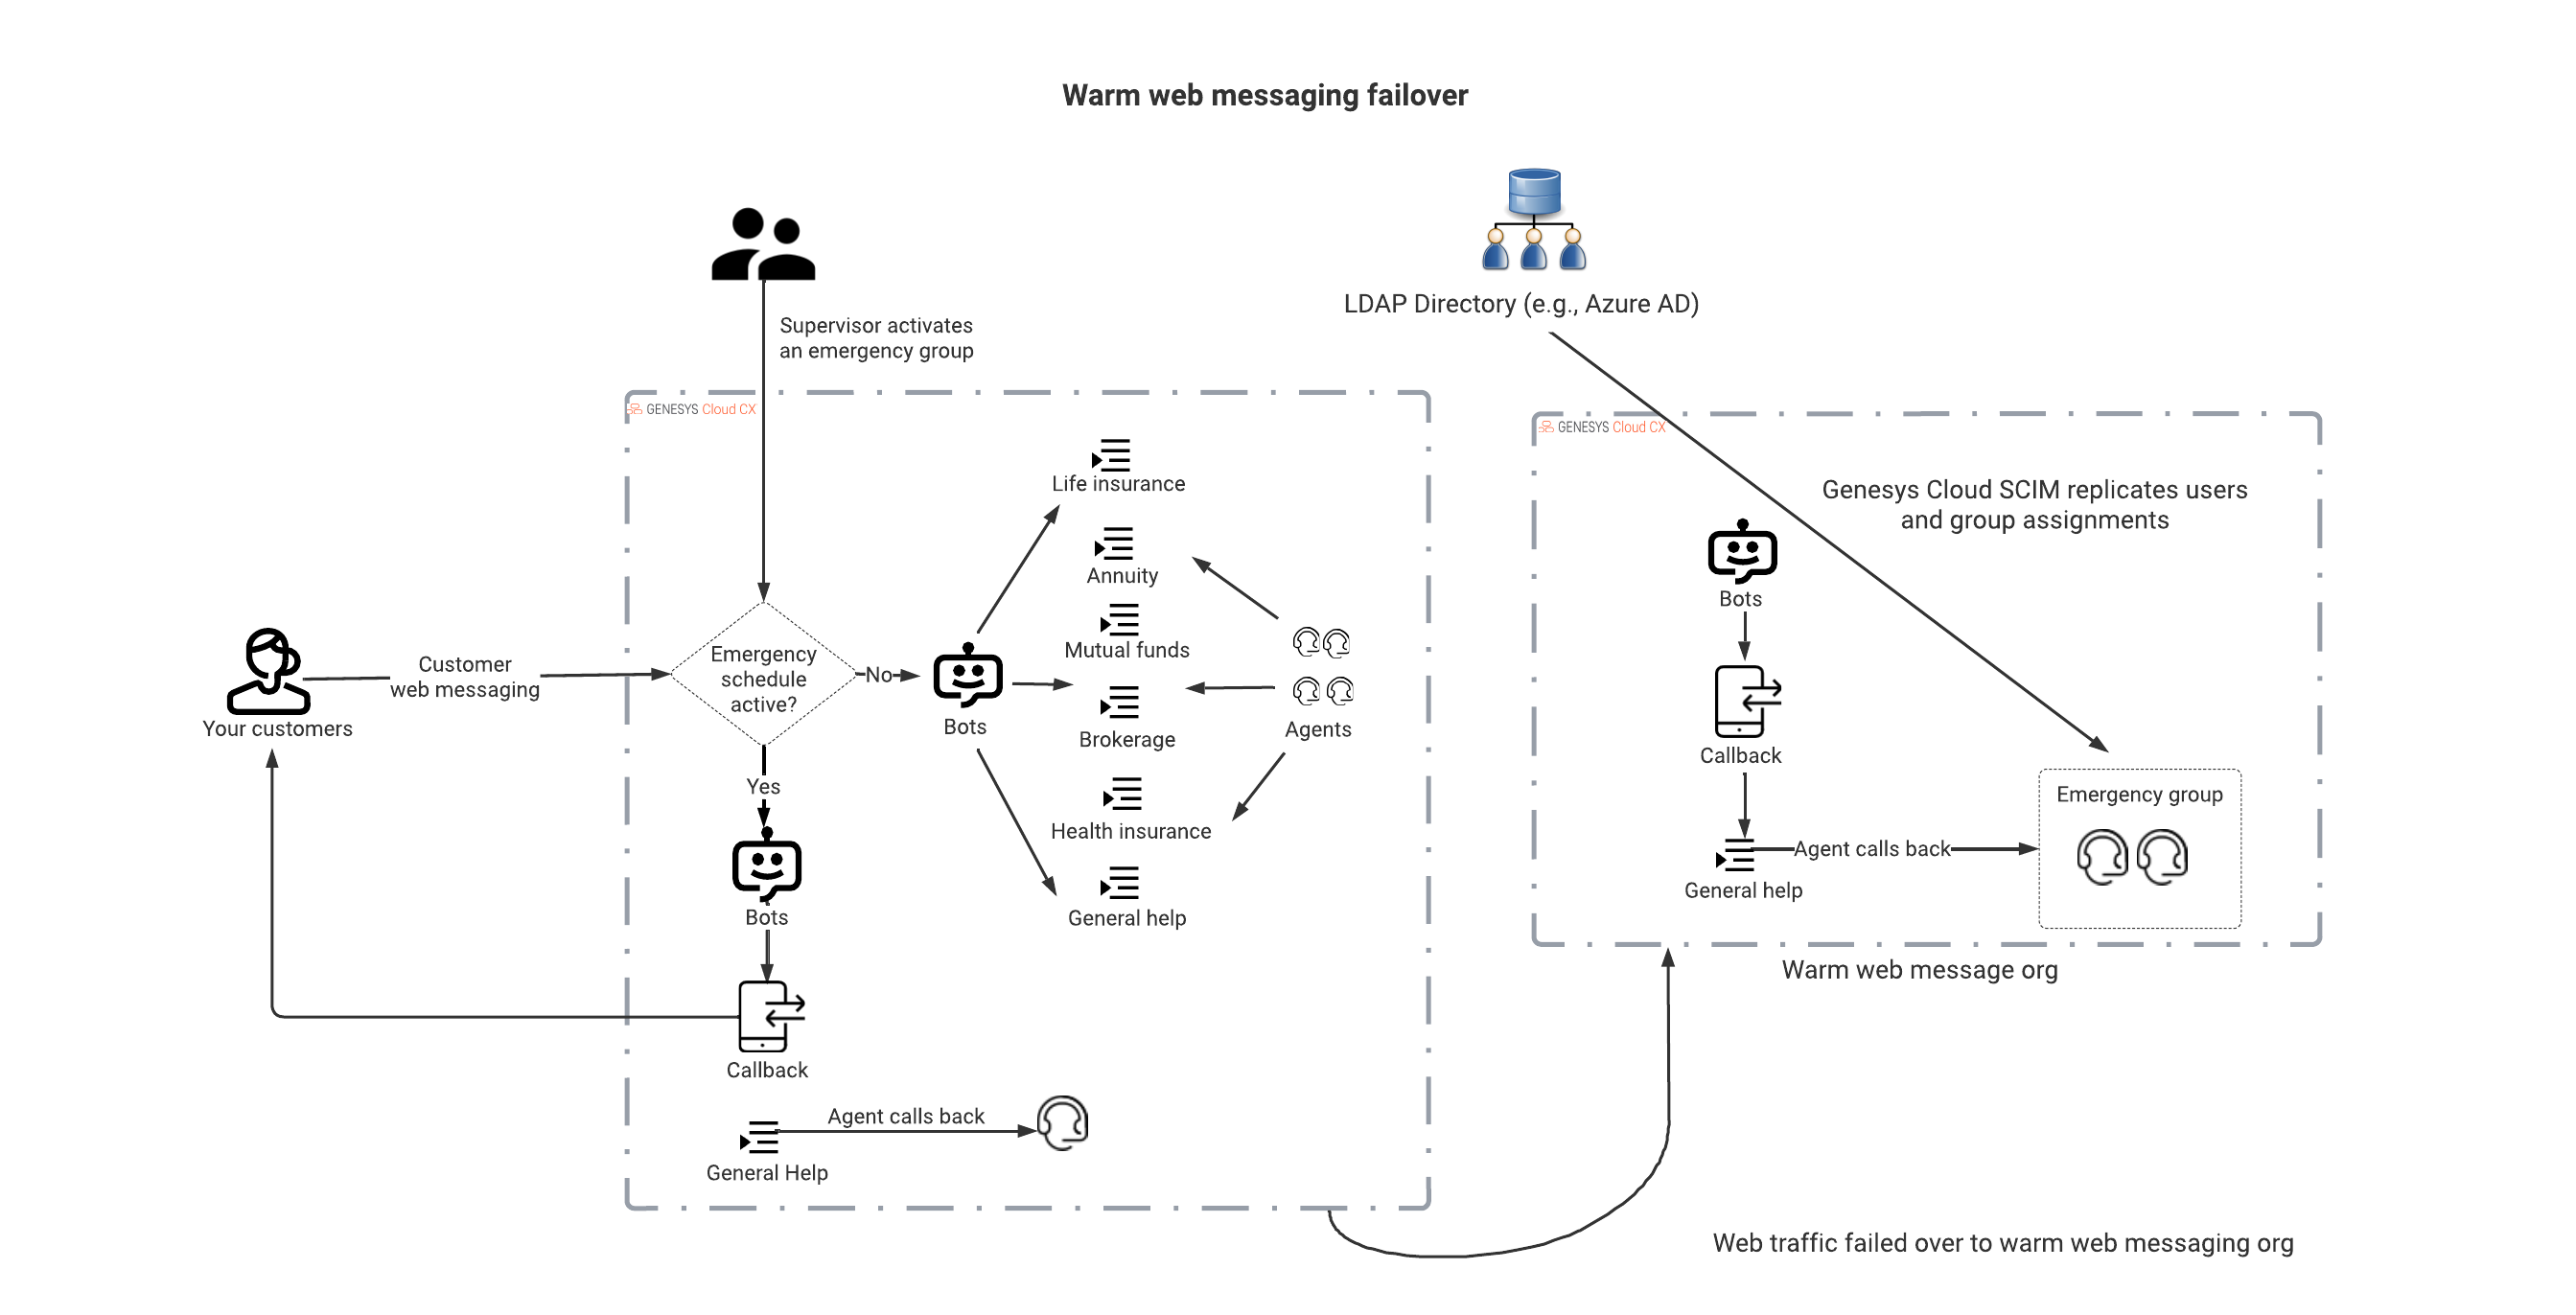 Warm web messaging failover
LDAP Directory (e.g., Azure AD)
Supervisor activates
an emergency group
GENESYS Cloud CX
Life insurance
Annuity
Mutual funds
Brokerage
Health insurance
General help
Customer
web messaging
Your customers
Emergency
schedule
active?
No
Bots
Agents
Yes
Bots
Callback
Agent calls back
General Help
GENESYS Cloud CX
Genesys Cloud SCIM replicates users
and group assignments
Bots
Callback
General help
Agent calls back
Emergency group
Warm web message org
Web traffic failed over to warm web messaging org